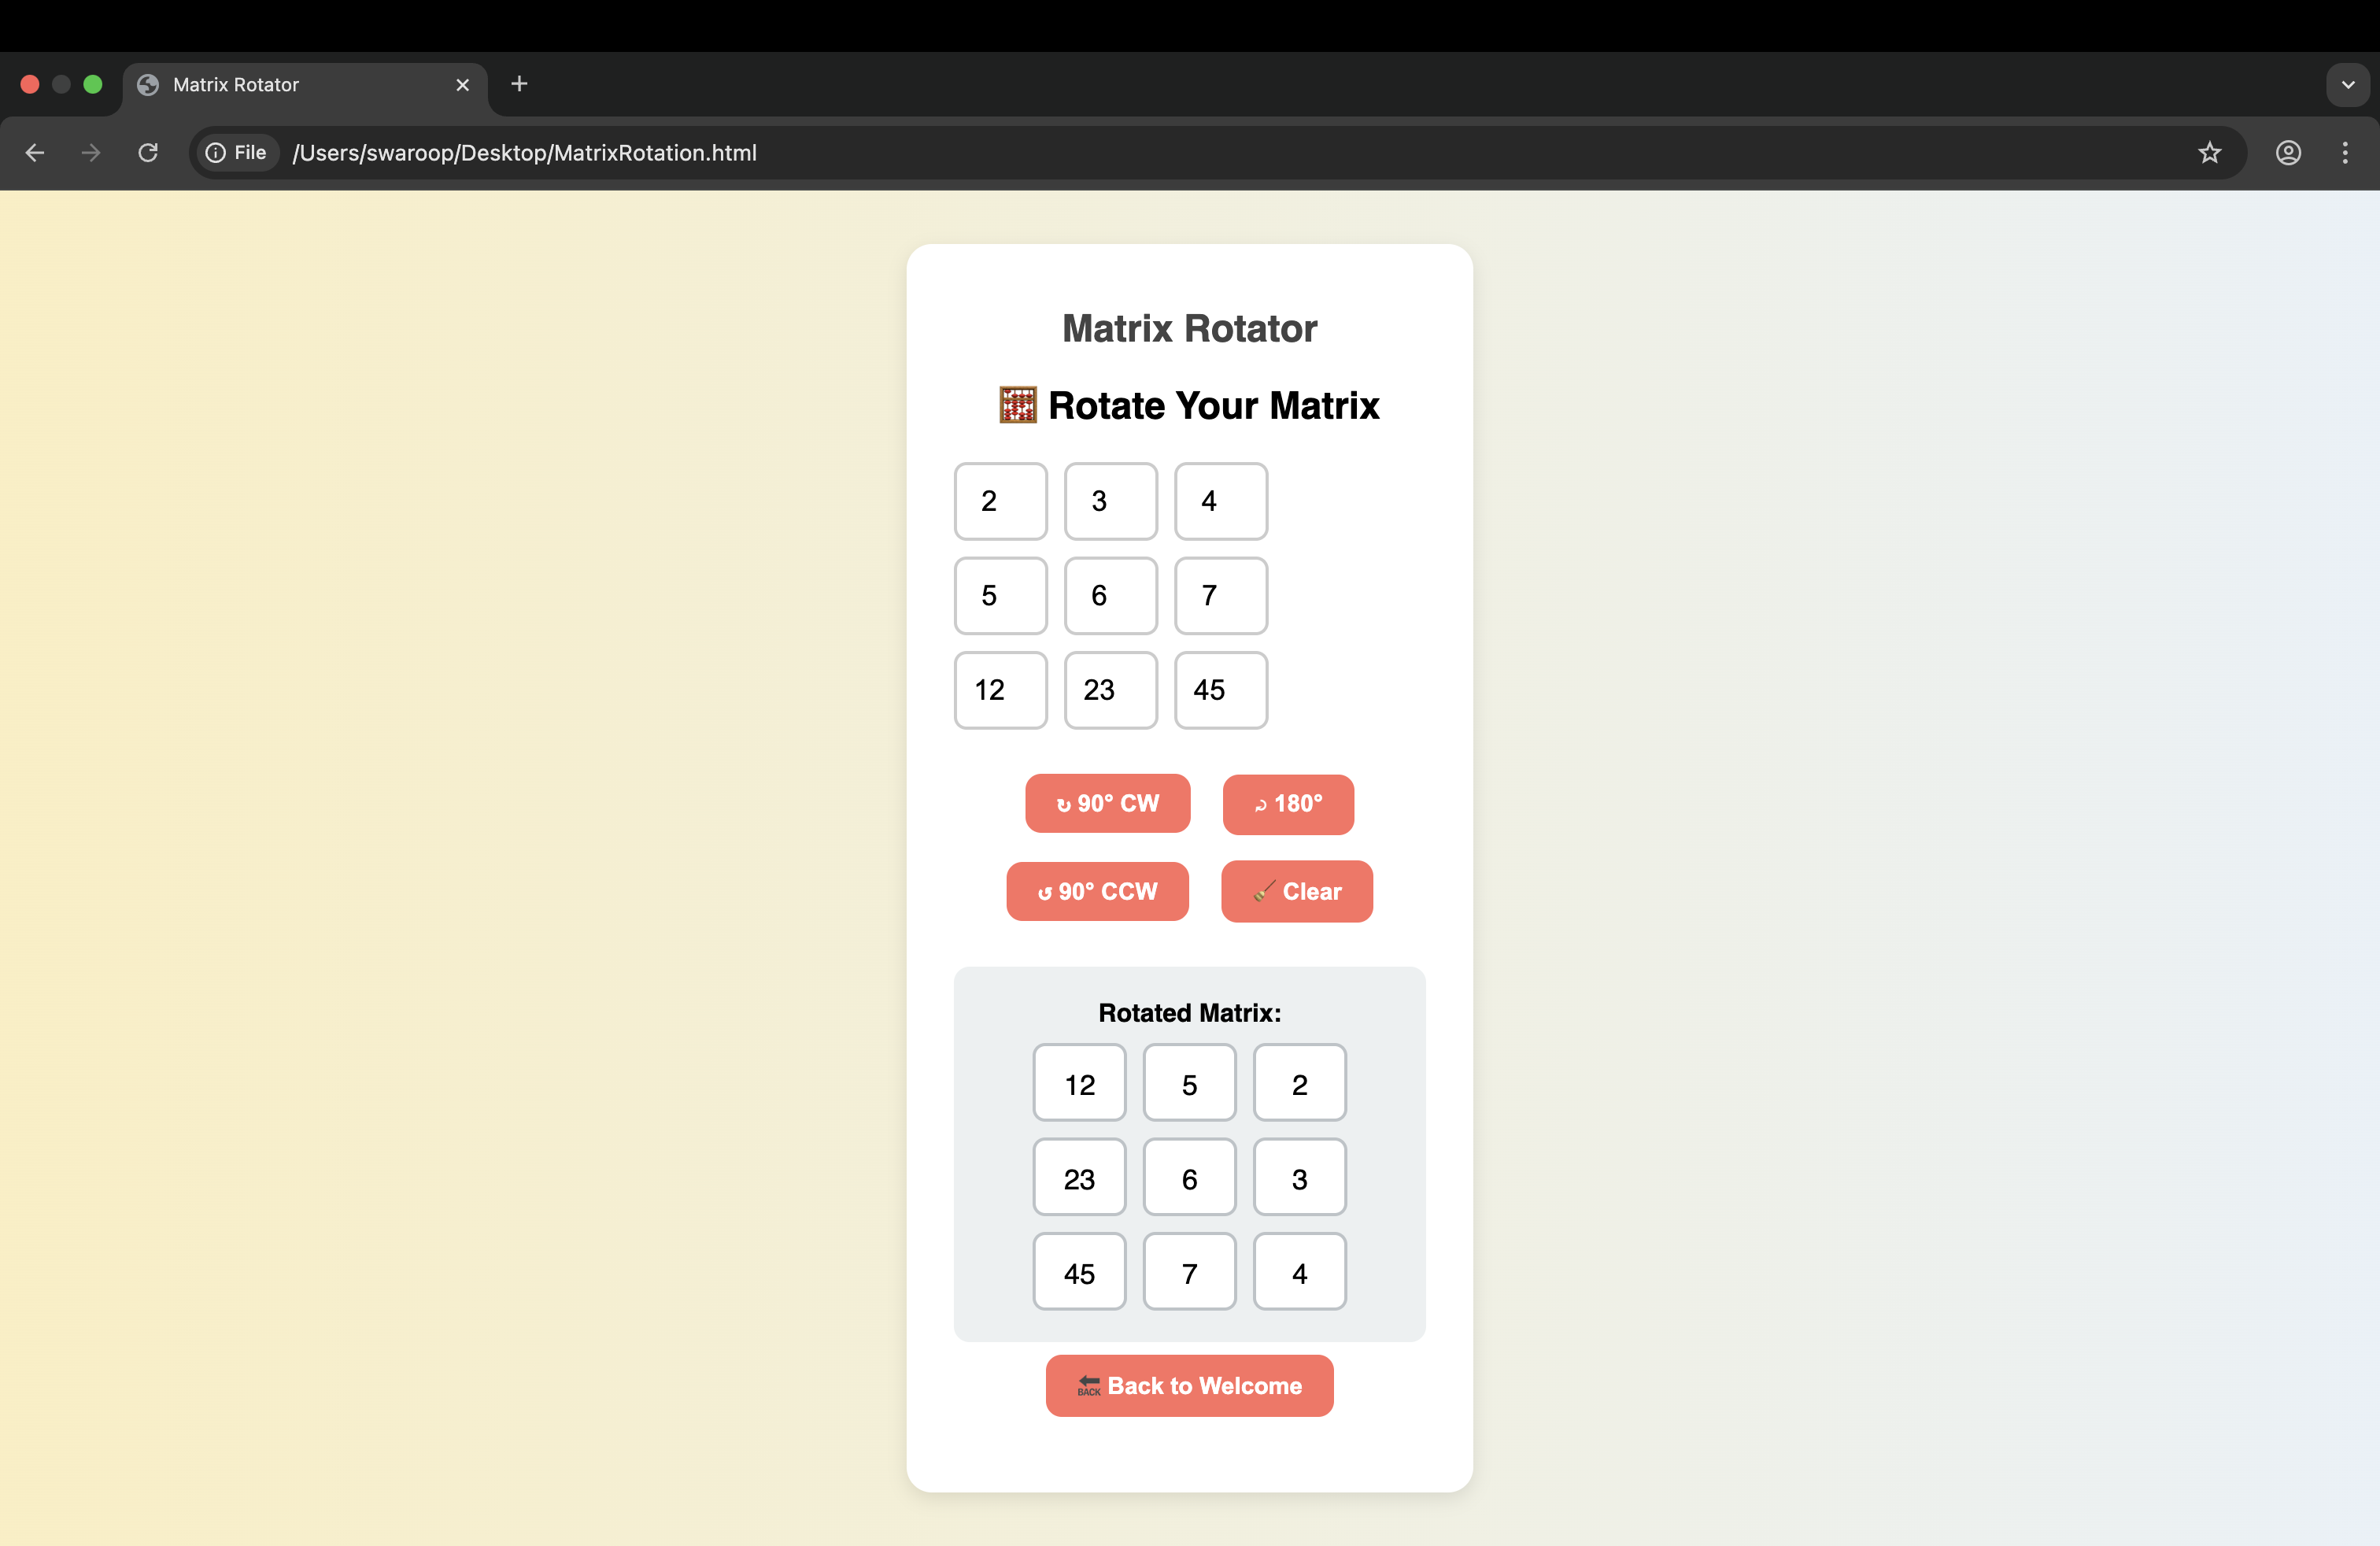 Matrix Rotator
File /Users/swaroop/Desktop/MatrixRotation.html
Matrix Rotator
🧮 Rotate Your Matrix
2 3 4
5 6 7
12 23 45
↻ 90° CW ⤾ 180°
↺ 90° CCW 🧹 Clear
Rotated Matrix:
12 5 2
23 6 3
45 7 4
🔙 Back to Welcome